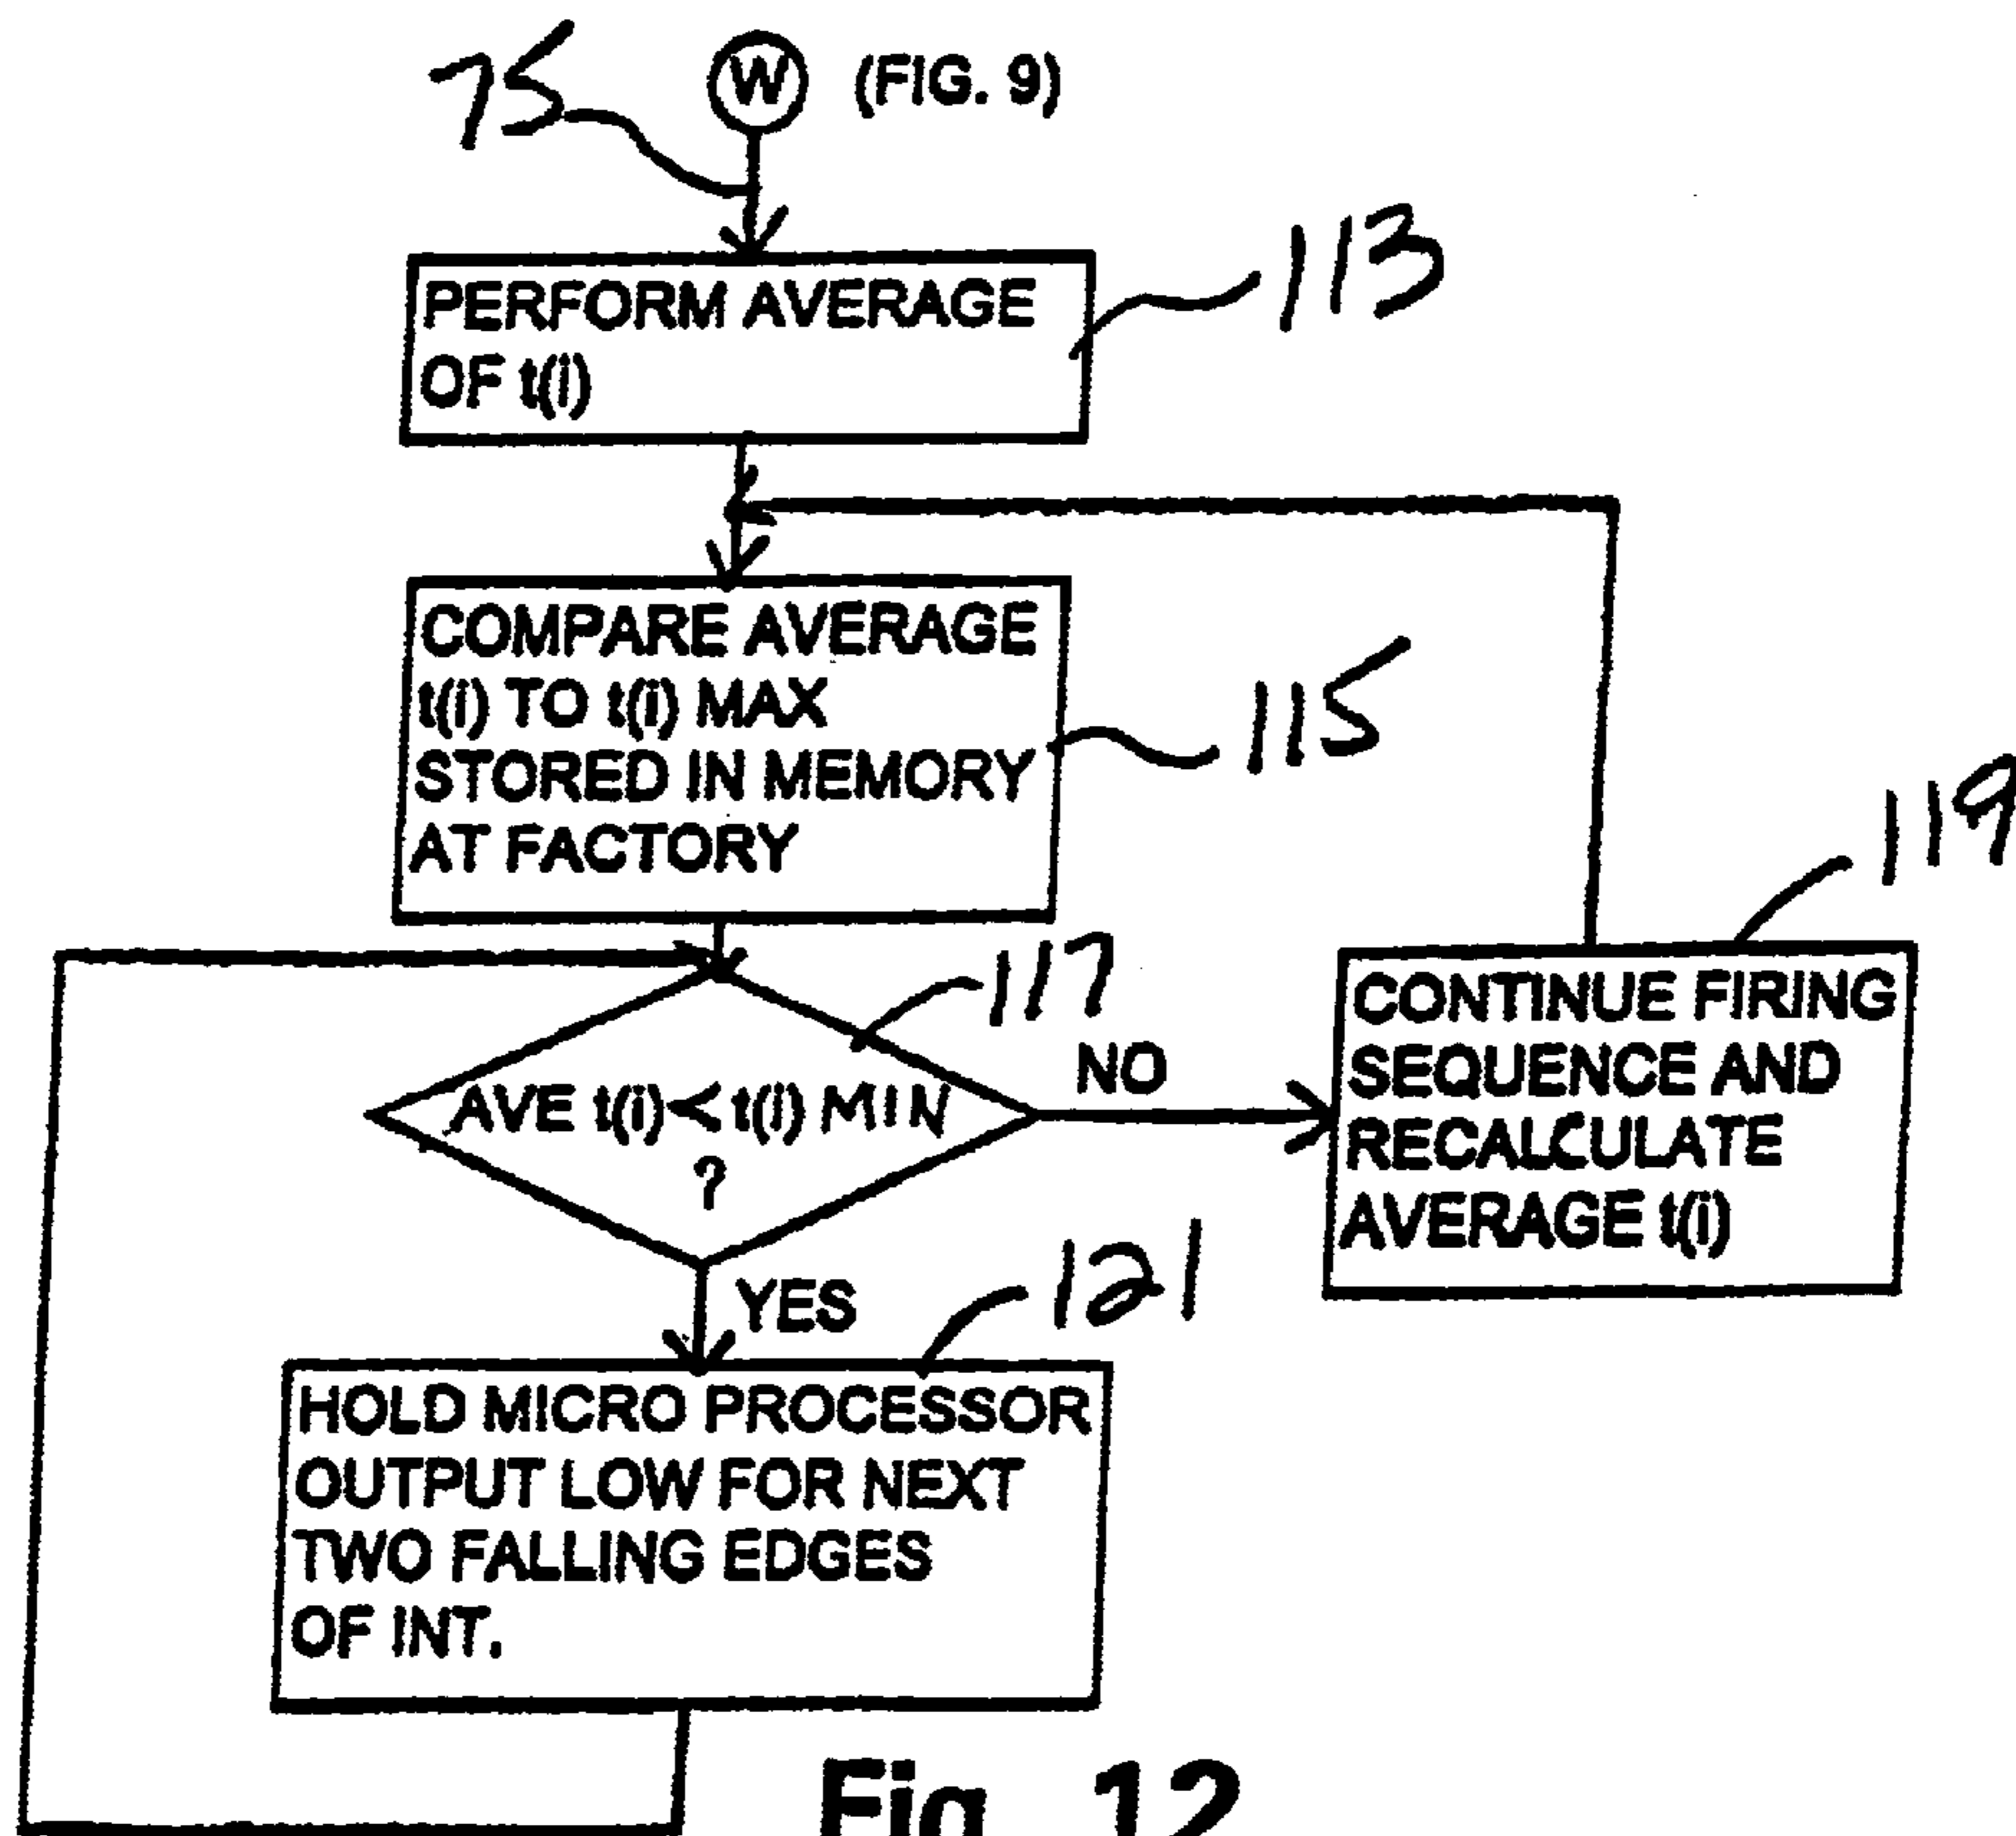 75
W (FIG. 9)
PERFORM AVERAGE
OF t(i)
113
COMPARE AVERAGE
t(i) TO t(i) MAX
STORED IN MEMORY
AT FACTORY
115
119
117
CONTINUE FIRING
SEQUENCE AND
RECALCULATE
AVERAGE t(i)
NO
AVE t(i) < t(i) MIN
?
YES
121
HOLD MICRO PROCESSOR
OUTPUT LOW FOR NEXT
TWO FALLING EDGES
OF INT.
Fig. 12